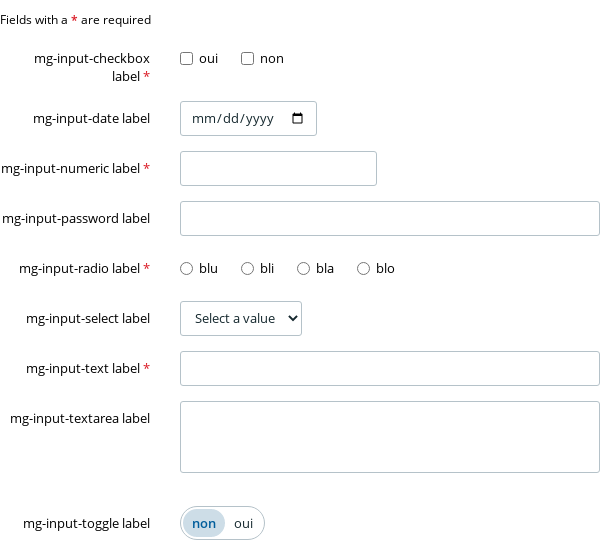 Fields with a * are required
mg-input-checkbox
label *
oui non
mg-input-date label
mm/dd/yyyy
mg-input-numeric label *
mg-input-password label
mg-input-radio label *
blu bli bla blo
mg-input-select label
Select a value
mg-input-text label *
mg-input-textarea label
mg-input-toggle label
non oui